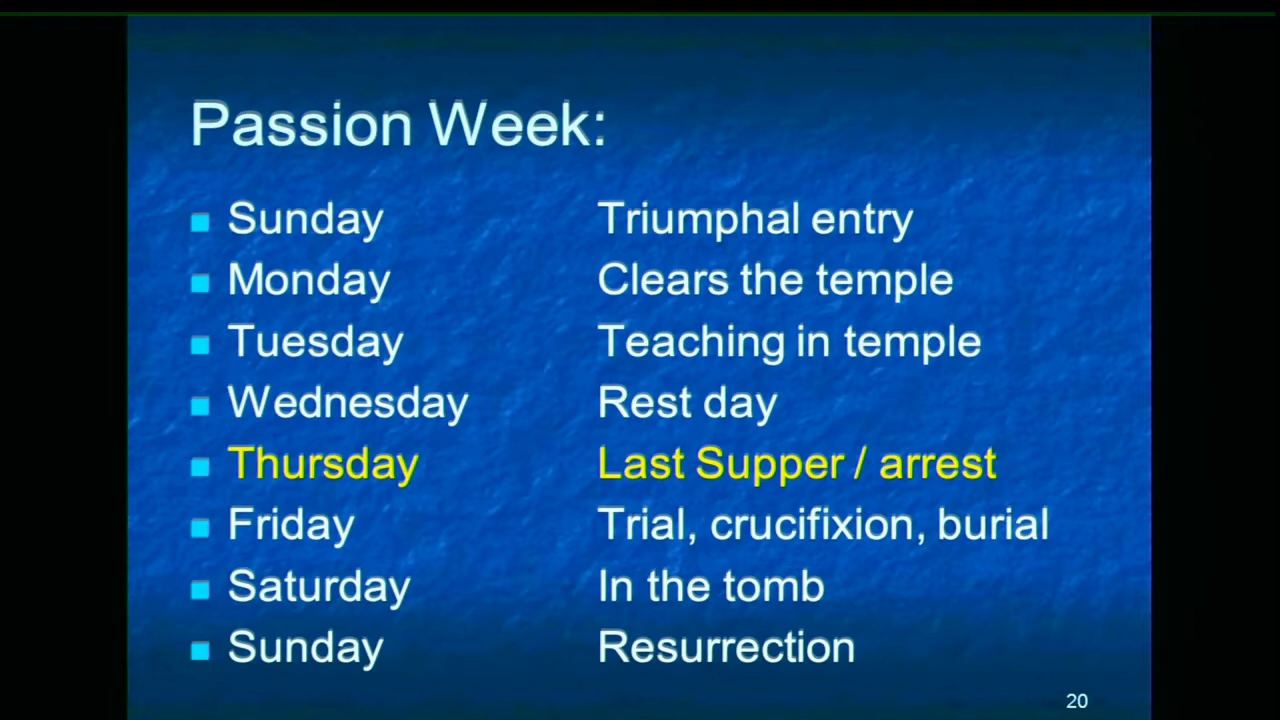 Passion Week:
Sunday Triumphal entry
Monday Clears the temple
Tuesday Teaching in temple
Wednesday Rest day
Thursday Last Supper / arrest
Friday Trial, crucifixion, burial
Saturday In the tomb
Sunday Resurrection
20